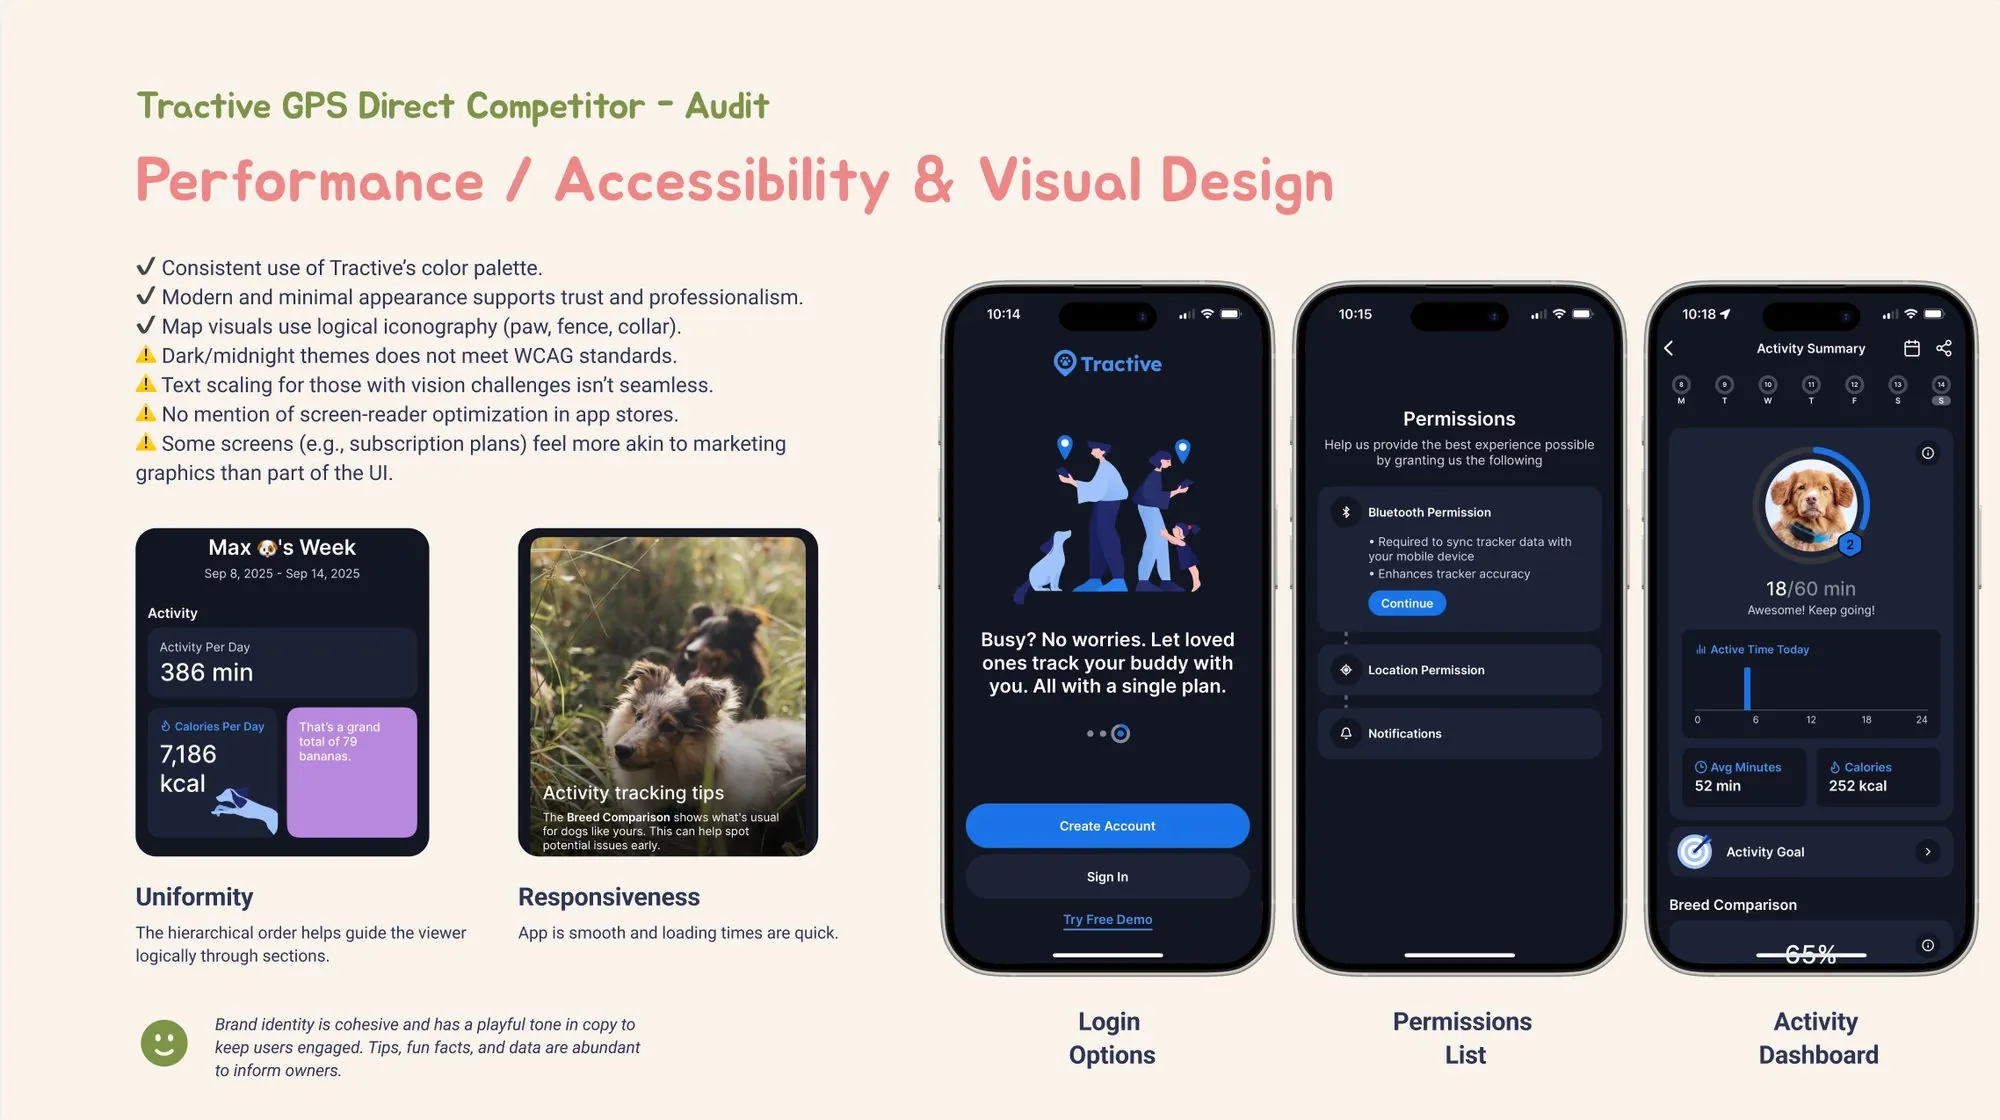 Tractive GPS Direct Competitor - Audit
Performance / Accessibility & Visual Design
✔ Consistent use of Tractive's color palette.
✔ Modern and minimal appearance supports trust and professionalism.
✔ Map visuals use logical iconography (paw, fence, collar).
⚠ Dark/midnight themes does not meet WCAG standards.
⚠ Text scaling for those with vision challenges isn't seamless.
⚠ No mention of screen-reader optimization in app stores.
⚠ Some screens (e.g., subscription plans) feel more akin to marketing
graphics than part of the UI.
Max 🐶's Week
Sep 8, 2025 - Sep 14, 2025
Activity
Activity Per Day
386 min
Calories Per Day
7,186
kcal
That's a grand
total of 79
bananas.
Uniformity
The hierarchical order helps guide the viewer
logically through sections.
Activity tracking tips
The Breed Comparison shows what's usual
for dogs like yours. This can help spot
potential issues early.
Responsiveness
App is smooth and loading times are quick.
Brand identity is cohesive and has a playful tone in copy to
keep users engaged. Tips, fun facts, and data are abundant
to inform owners.
10:14
Tractive
Busy? No worries. Let loved
ones track your buddy with
you. All with a single plan.
Create Account
Sign In
Try Free Demo
Login
Options
10:15
Permissions
Help us provide the best experience possible
by granting us the following
Bluetooth Permission
• Required to sync tracker data with
your mobile device
• Enhances tracker accuracy
Continue
Location Permission
Notifications
Permissions
List
10:18
Activity Summary
8 9 10 11 12 13 14
M T W T F S S
2
18/60 min
Awesome! Keep going!
Active Time Today
0 6 12 18 24
Avg Minutes
52 min
Calories
252 kcal
Activity Goal
Breed Comparison
65%
Activity
Dashboard